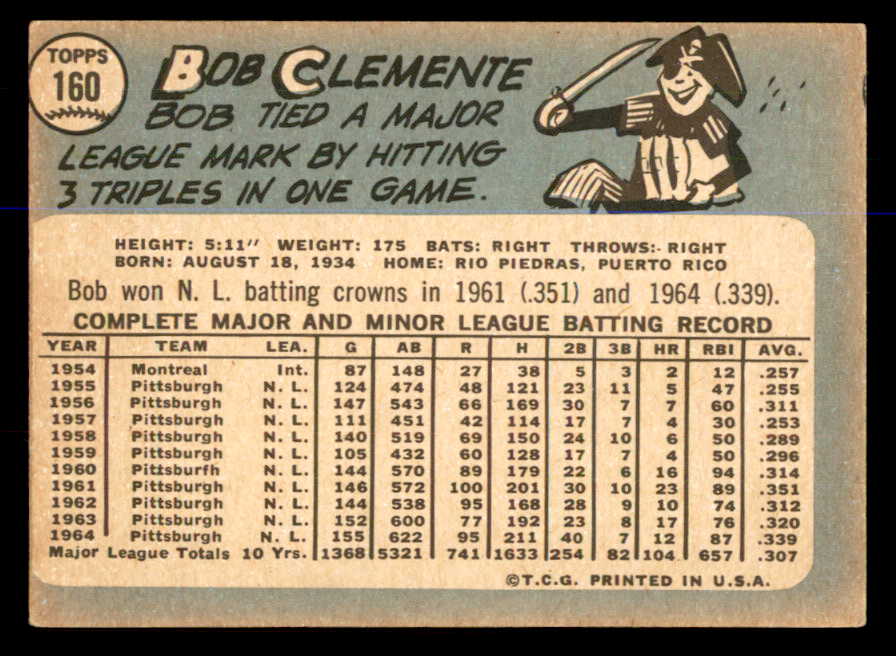 TOPPS
160
BOB CLEMENTE
BOB TIED A MAJOR
LEAGUE MARK BY HITTING
3 TRIPLES IN ONE GAME.
HEIGHT: 5:11" WEIGHT: 175 BATS: RIGHT THROWS: RIGHT
BORN: AUGUST 18, 1934 HOME: RIO PIEDRAS, PUERTO RICO
Bob won N. L. batting crowns in 1961 (.351) and 1964 (.339).
COMPLETE MAJOR AND MINOR LEAGUE BATTING RECORD
YEAR TEAM LEA. G AB R H 2B 3B HR RBI AVG.
1954 Montreal Int. 87 148 27 38 5 3 2 12 .257
1955 Pittsburgh N. L. 124 474 48 121 23 11 5 47 .255
1956 Pittsburgh N. L. 147 543 66 169 30 7 7 60 .311
1957 Pittsburgh N. L. 111 451 42 114 17 7 4 30 .253
1958 Pittsburgh N. L. 140 519 69 150 24 10 6 50 .289
1959 Pittsburgh N. L. 105 432 60 128 17 7 4 50 .296
1960 Pittsburfh N. L. 144 570 89 179 22 6 16 94 .314
1961 Pittsburgh N. L. 146 572 100 201 30 10 23 89 .351
1962 Pittsburgh N. L. 144 538 95 168 28 9 10 74 .312
1963 Pittsburgh N. L. 152 600 77 192 23 8 17 76 .320
1964 Pittsburgh N. L. 155 622 95 211 40 7 12 87 .339
Major League Totals 10 Yrs. 1368 5321 741 1633 254 82 104 657 .307
©T.C.G. PRINTED IN U.S.A.